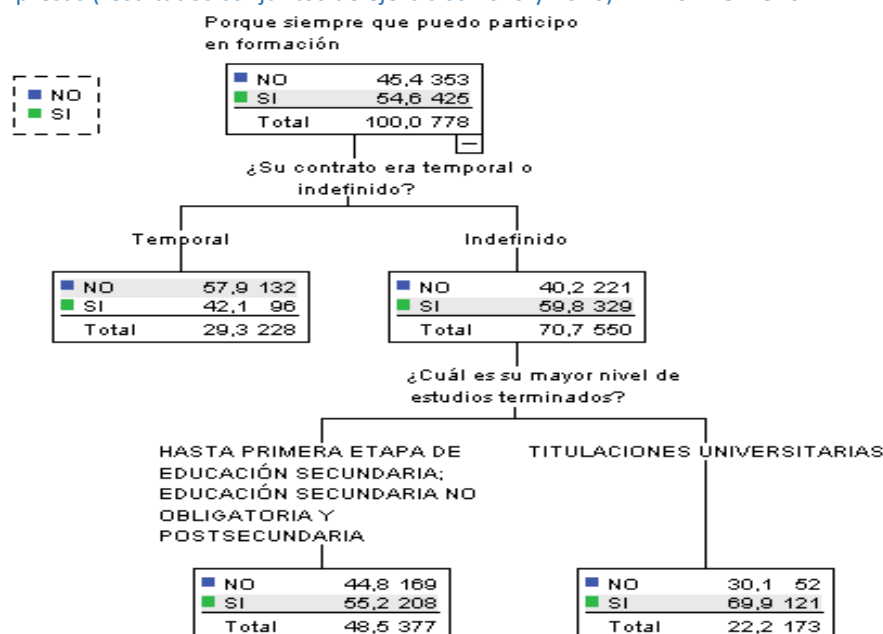 Porque siempre que puedo participo
en formación
NO
SI
NO 45,4 353
SI 54,6 425
Total 100,0 778
¿Su contrato era temporal o
indefinido?
Temporal
Indefinido
NO 57,9 132
SI 42,1 96
Total 29,3 228
NO 40,2 221
SI 59,8 329
Total 70,7 550
¿Cuál es su mayor nivel de
estudios terminados?
HASTA PRIMERA ETAPA DE
EDUCACIÓN SECUNDARIA;
EDUCACIÓN SECUNDARIA NO
OBLIGATORIA Y
POSTSECUNDARIA
TITULACIONES UNIVERSITARIAS
NO 44,8 169
SI 55,2 208
Total 48,5 377
NO 30,1 52
SI 69,9 121
Total 22,2 173